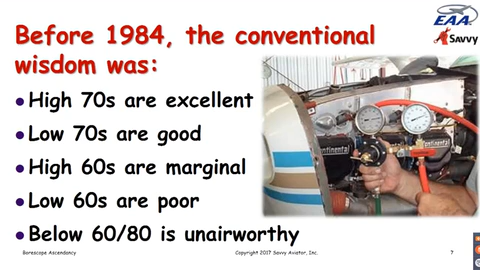 EAA
SAVVY
Before 1984, the conventional
wisdom was:
High 70s are excellent
Low 70s are good
High 60s are marginal
Low 60s are poor
Below 60/80 is unairworthy
Continental
Continental
Borescope Ascendancy
Copyright 2017 Savvy Aviator, Inc.
7